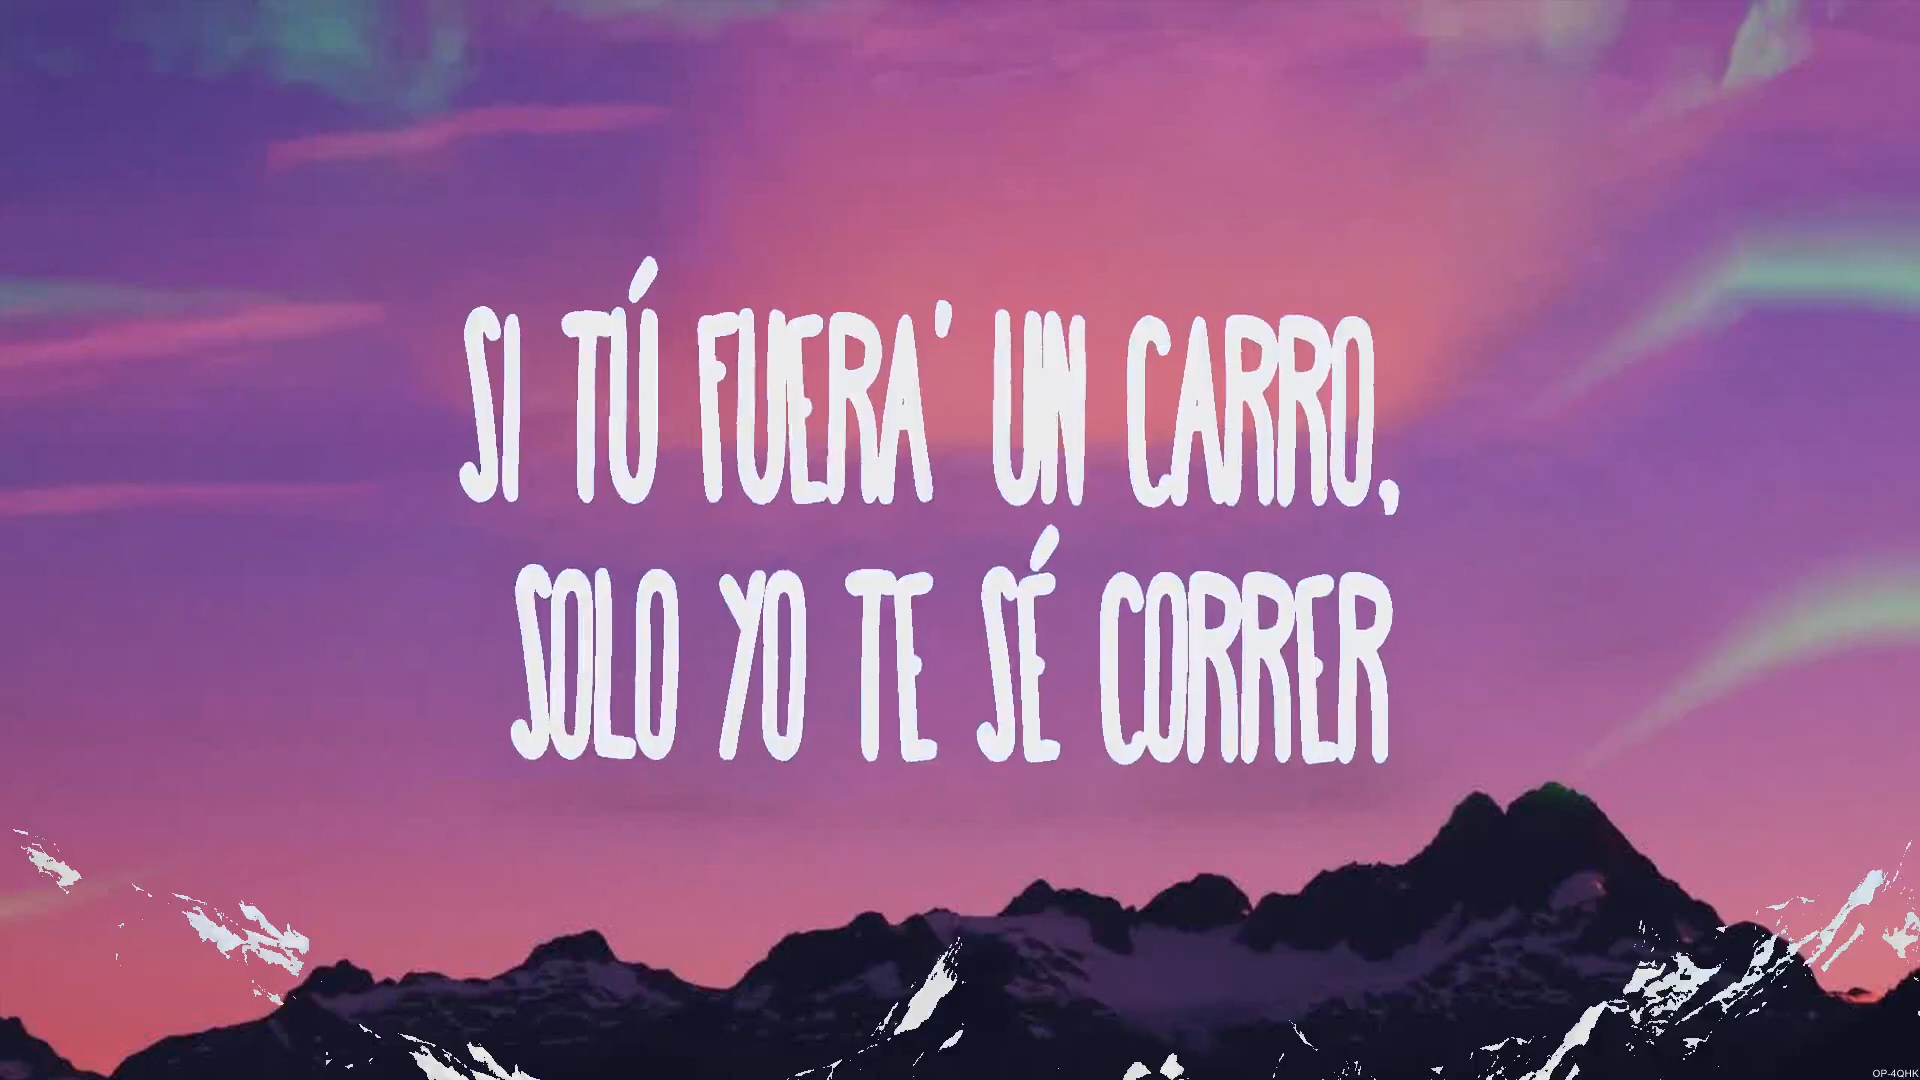 SI TÚ FUERA' UN CARRO,
SOLO YO TE SÉ CORRER
OP-4QHK